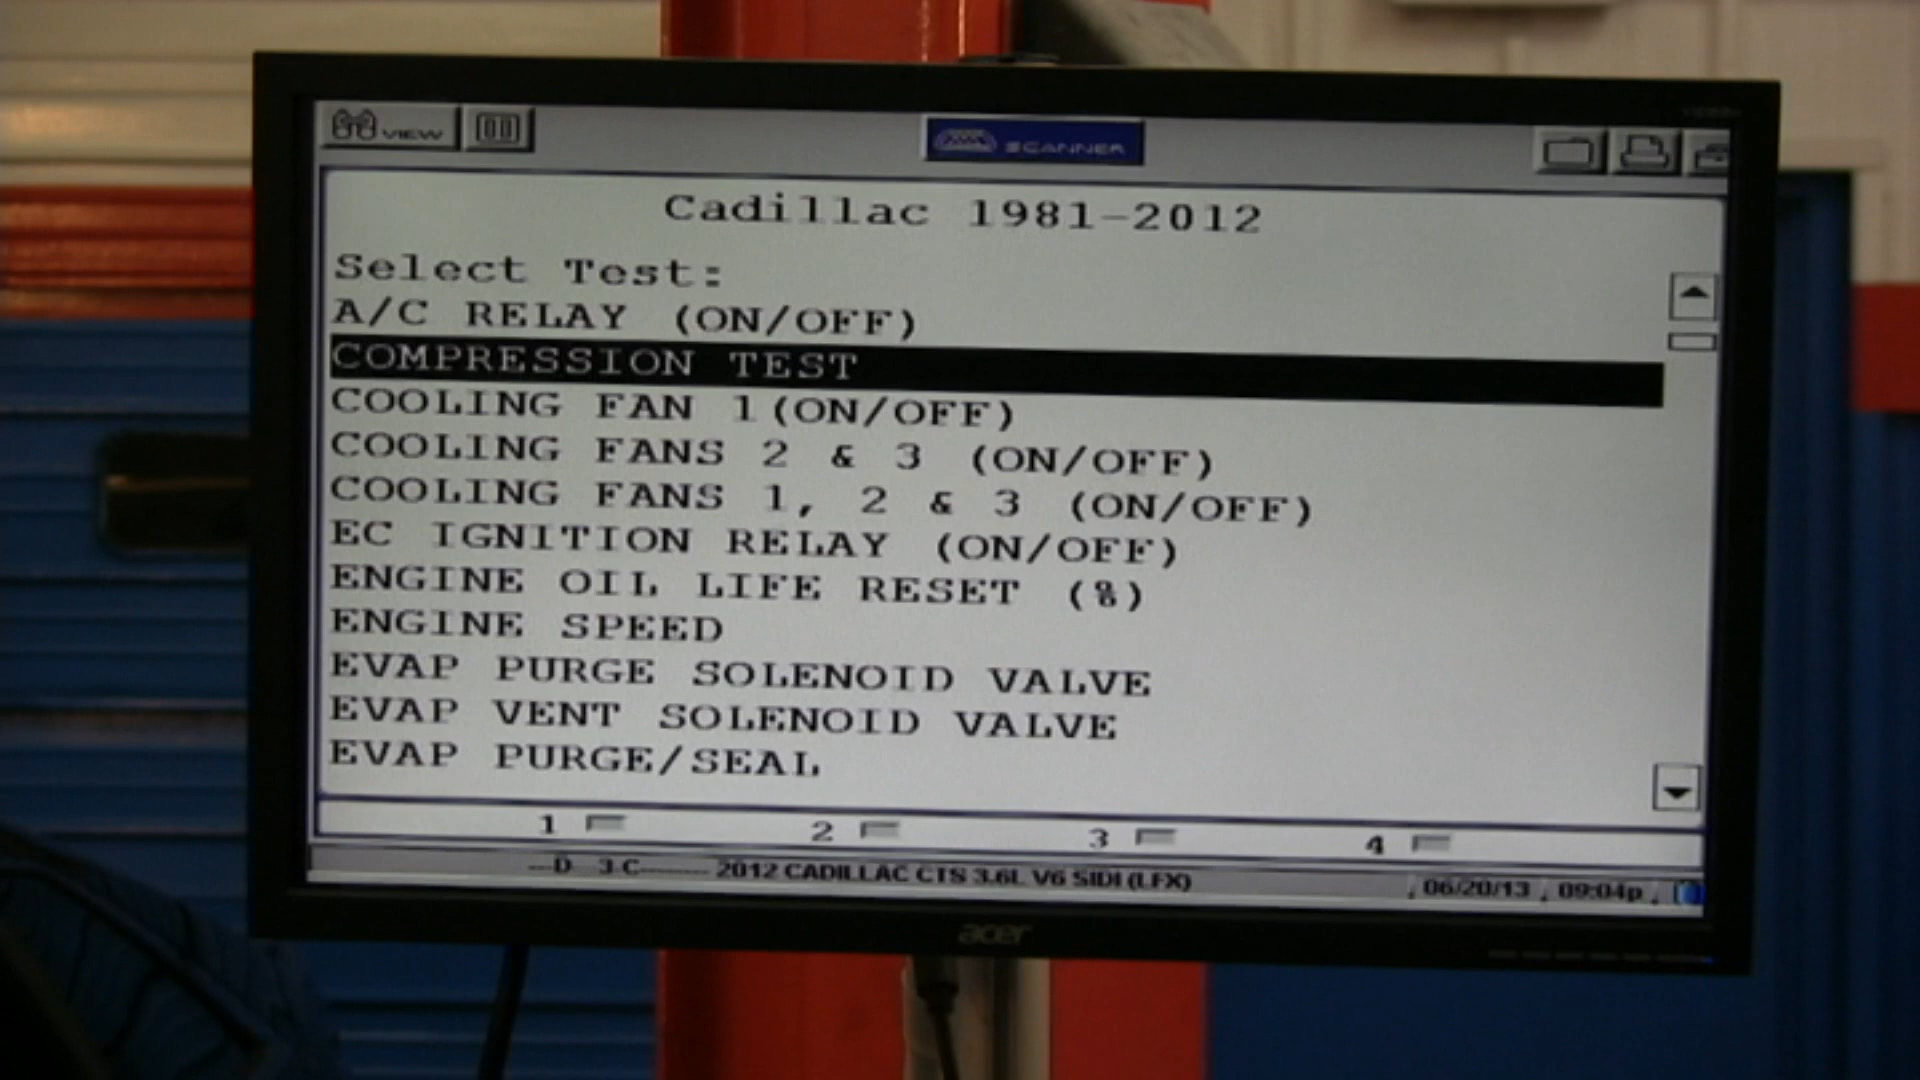 VIEW
SCANNER
Cadillac 1981-2012
Select Test:
A/C RELAY (ON/OFF)
COMPRESSION TEST
COOLING FAN 1(ON/OFF)
COOLING FANS 2 & 3 (ON/OFF)
COOLING FANS 1, 2 & 3 (ON/OFF)
EC IGNITION RELAY (ON/OFF)
ENGINE OIL LIFE RESET (%)
ENGINE SPEED
EVAP PURGE SOLENOID VALVE
EVAP VENT SOLENOID VALVE
EVAP PURGE/SEAL
1 2 3 4
---D 3-C-------- 2012 CADILLAC CTS 3.6L V6 SIDI (LFX) , 06/20/13 , 09:04p ,
acer